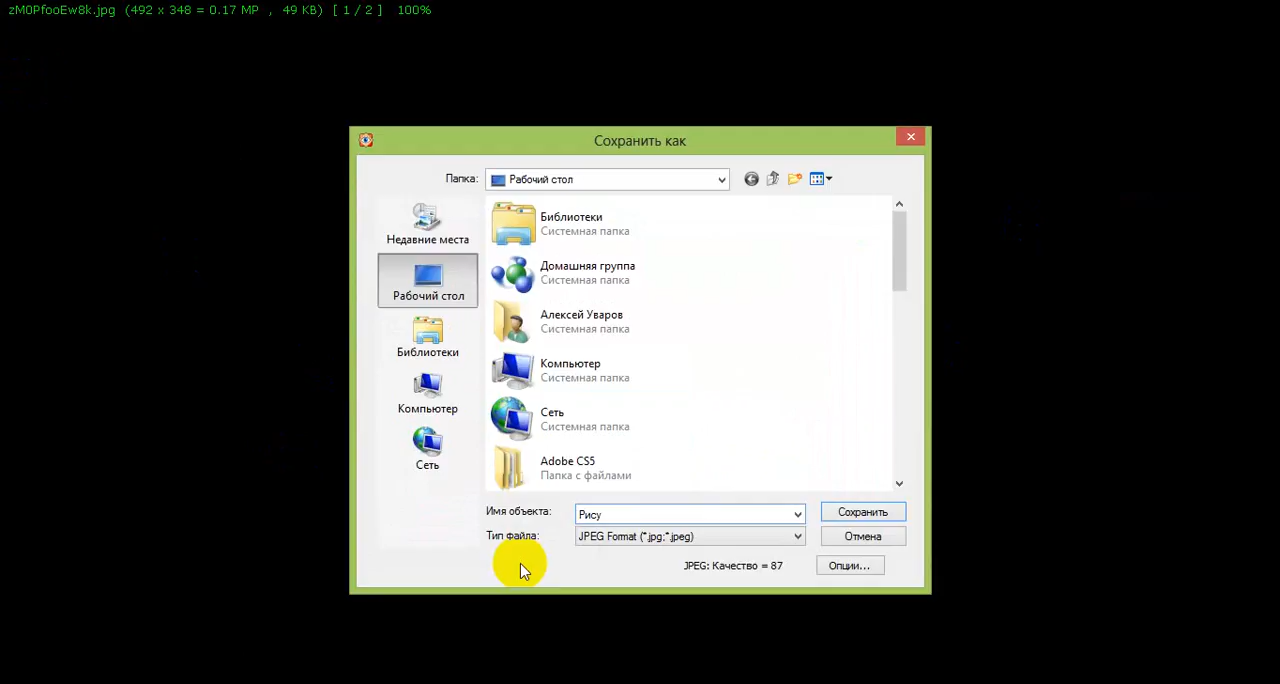 zM0PfooEw8k.jpg (492 x 348 = 0.17 MP , 49 KB) [ 1 / 2 ] 100%
Сохранить как
Папка: Рабочий стол
Недавние места
Рабочий стол
Библиотеки
Компьютер
Сеть
Библиотеки
Системная папка
Домашняя группа
Системная папка
Алексей Уваров
Системная папка
Компьютер
Системная папка
Сеть
Системная папка
Adobe CS5
Папка с файлами
Имя объекта: Рису Сохранить
Тип файла: JPEG Format (*.jpg;*.jpeg) Отмена
JPEG: Качество = 87 Опции...